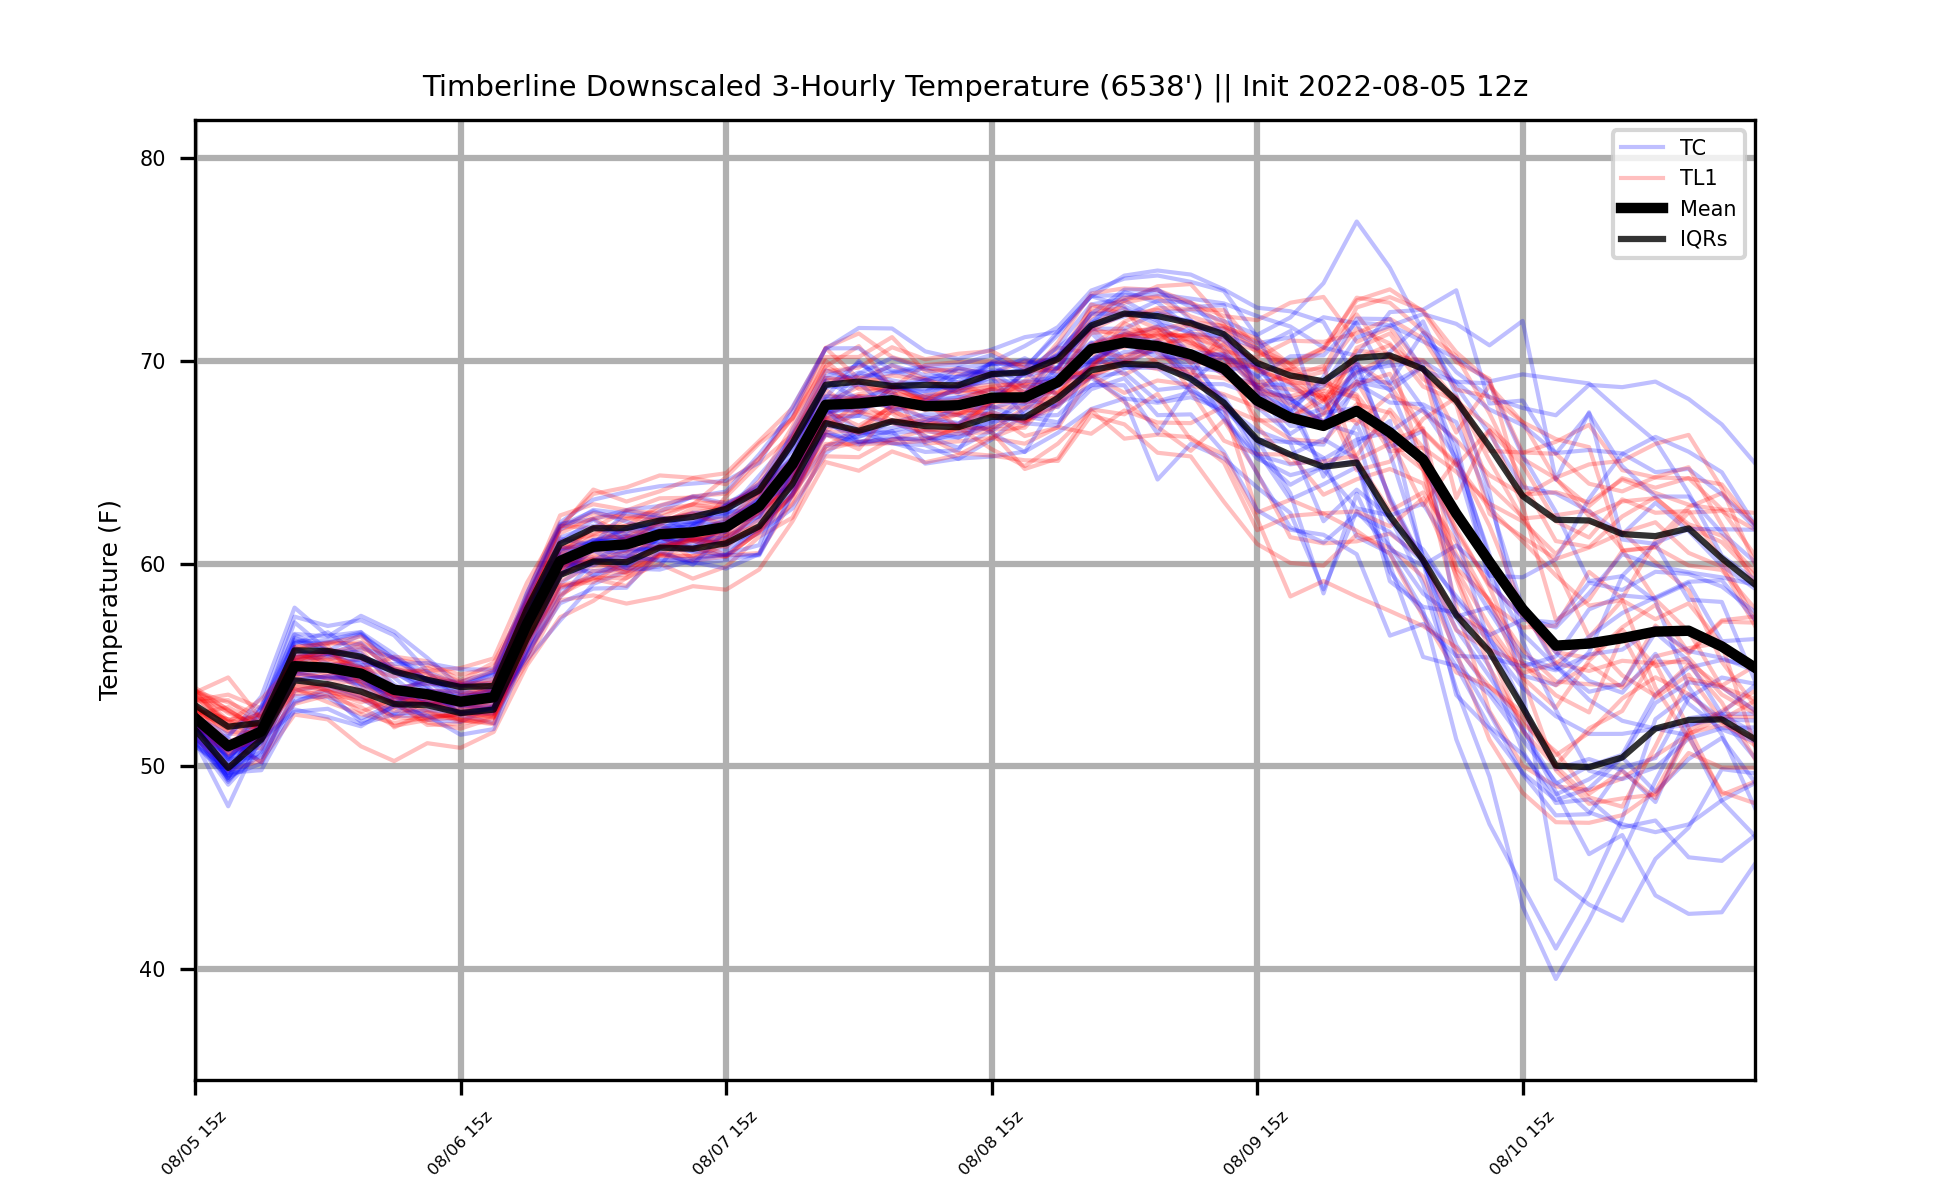 Timberline Downscaled 3-Hourly Temperature (6538') || Init 2022-08-05 12z
TC
TL1
Mean
IQRs
Temperature (F)
80
70
60
50
40
08/05 15z
08/06 15z
08/07 15z
08/08 15z
08/09 15z
08/10 15z